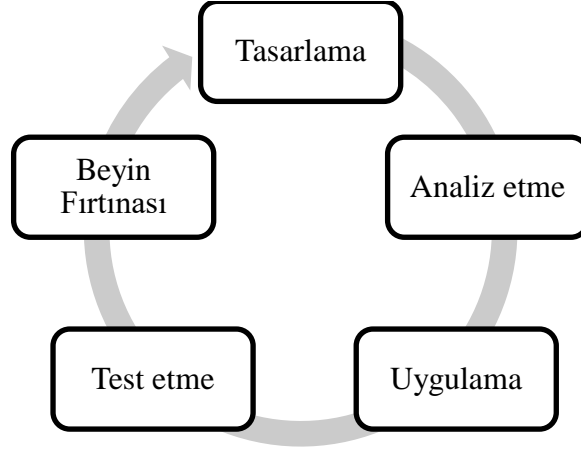 Tasarlama
Analiz etme
Uygulama
Test etme
Beyin
Fırtınası